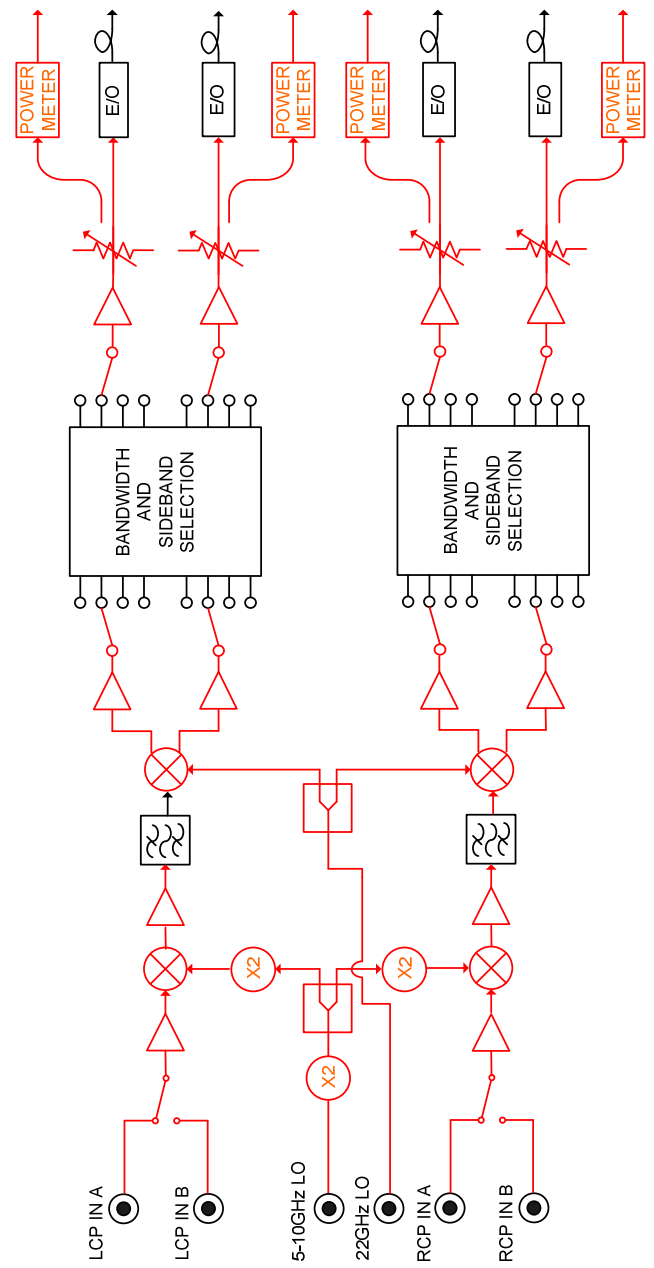 POWER
METER
E/O
E/O
POWER
METER
POWER
METER
E/O
E/O
POWER
METER
BANDWIDTH
AND
SIDEBAND
SELECTION
BANDWIDTH
AND
SIDEBAND
SELECTION
X2
X2
X2
LCP IN A
LCP IN B
5-10GHz LO
22GHz LO
RCP IN A
RCP IN B